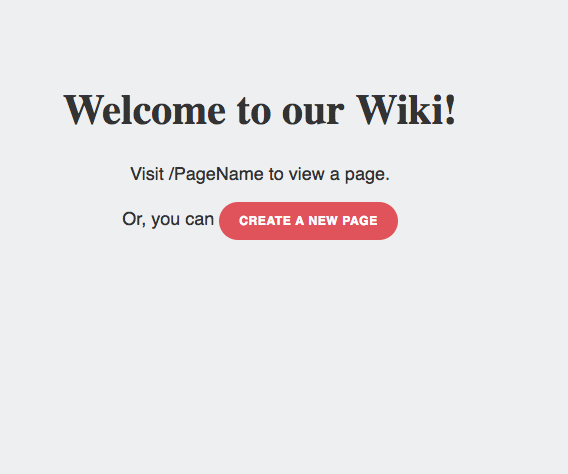 Welcome to our Wiki!
Visit /PageName to view a page.
Or, you can CREATE A NEW PAGE